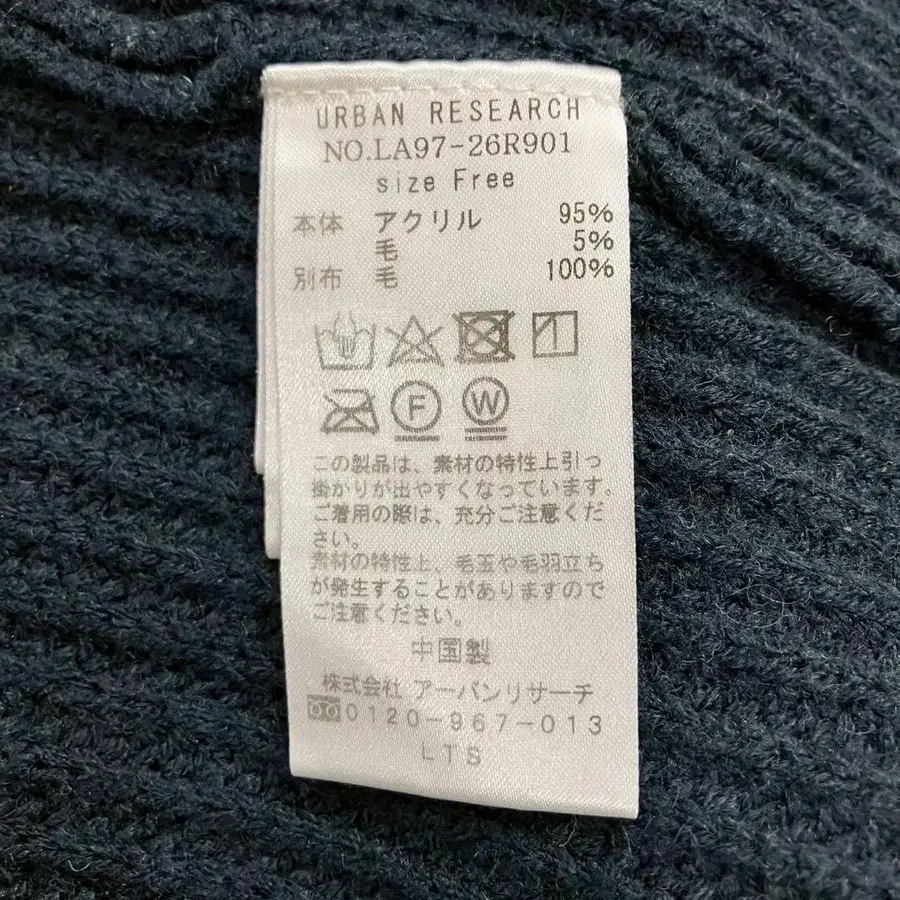 URBAN RESEARCH
NO.LA97-26R901
size Free
本体 アクリル 95%
毛 5%
別布 毛 100%
F W
この製品は、素材の特性上引っ
掛かりが出やすくなっています。
ご着用の際は、充分ご注意くだ
さい。
素材の特性上、毛玉や毛羽立ち
が発生することがありますので
ご注意ください。
中国製
株式会社 アーバンリサーチ
0120-967-013
LTS